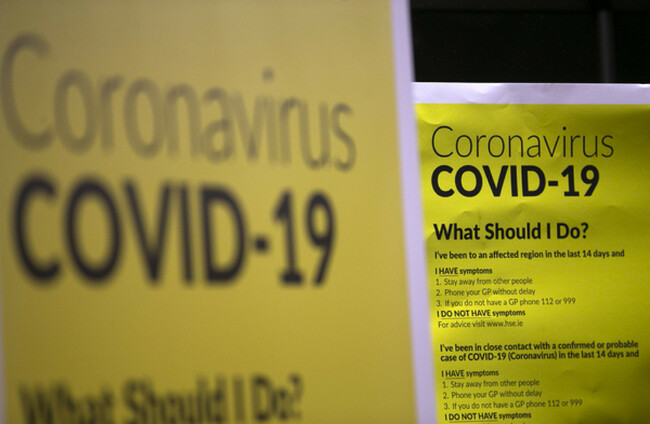 Coronavirus
COVID-19
What Should I Do?
Coronavirus
COVID-19
What Should I Do?
I've been to an affected region in the last 14 days and
I HAVE symptoms
1. Stay away from other people
2. Phone your GP without delay
3. If you do not have a GP phone 112 or 999
I DO NOT HAVE symptoms
For advice visit www.hse.ie
I've been in close contact with a confirmed or probable
case of COVID-19 (Coronavirus) in the last 14 days and
I HAVE symptoms
1. Stay away from other people
2. Phone your GP without delay
3. If you do not have a GP phone 112 or 999
I DO NOT HAVE symptoms